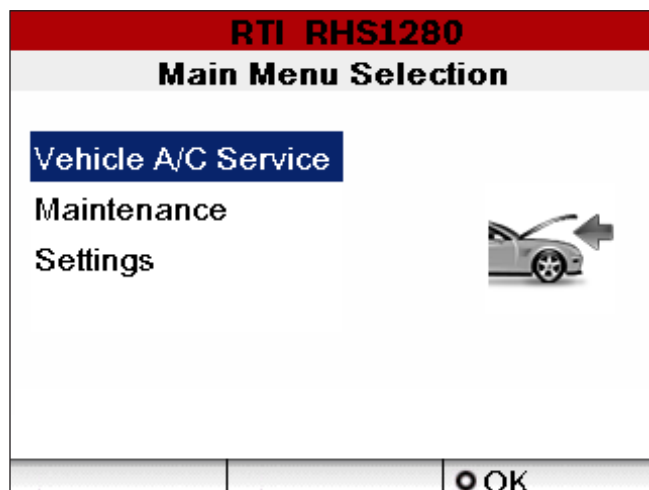 RTI RHS1280
Main Menu Selection
Vehicle A/C Service
Maintenance
Settings
OK